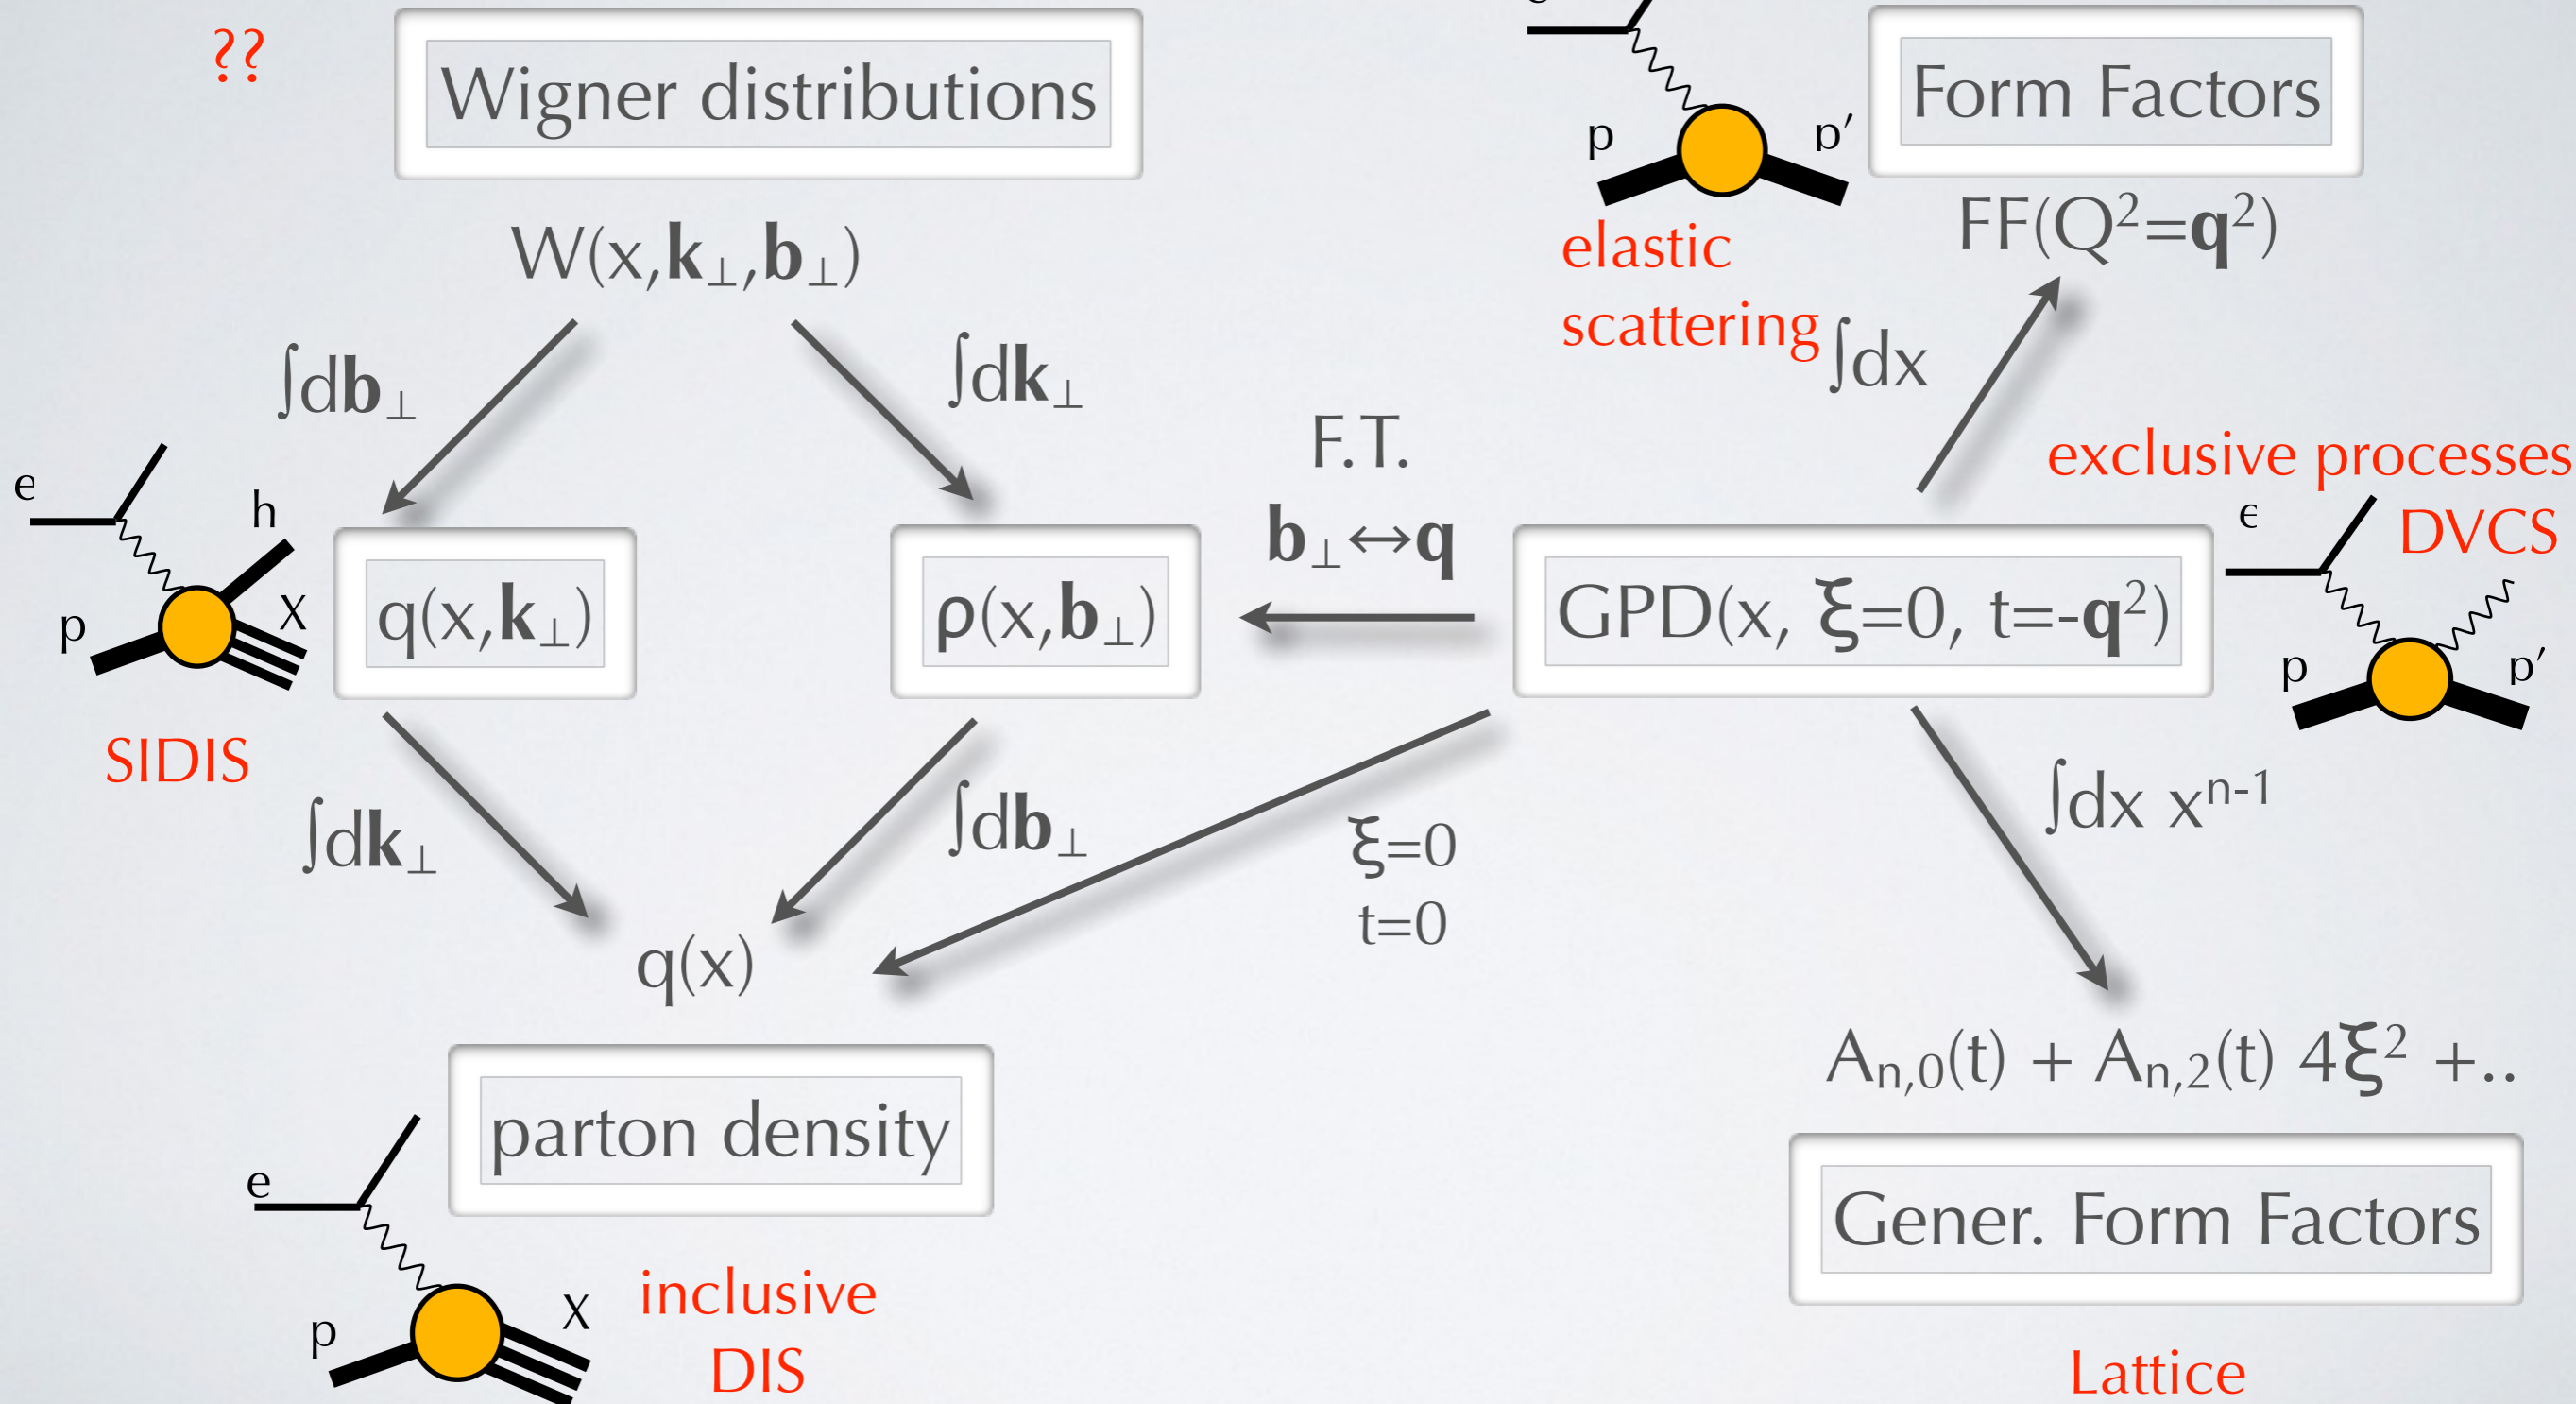 ??
Wigner distributions
W(x,k⊥,b⊥)
∫db⊥
∫dk⊥
e
h
p
X
SIDIS
q(x,k⊥)
ρ(x,b⊥)
F.T.
b⊥↔q
GPD(x, ξ=0, t=-q²)
p
p′
elastic
scattering
Form Factors
FF(Q²=q²)
∫dx
exclusive processes
DVCS
e
p
p′
∫dk⊥
∫db⊥
ξ=0
t=0
∫dx xⁿ⁻¹
q(x)
parton density
e
p
X
inclusive
DIS
Aₙ,₀(t) + Aₙ,₂(t) 4ξ² +..
Gener. Form Factors
Lattice